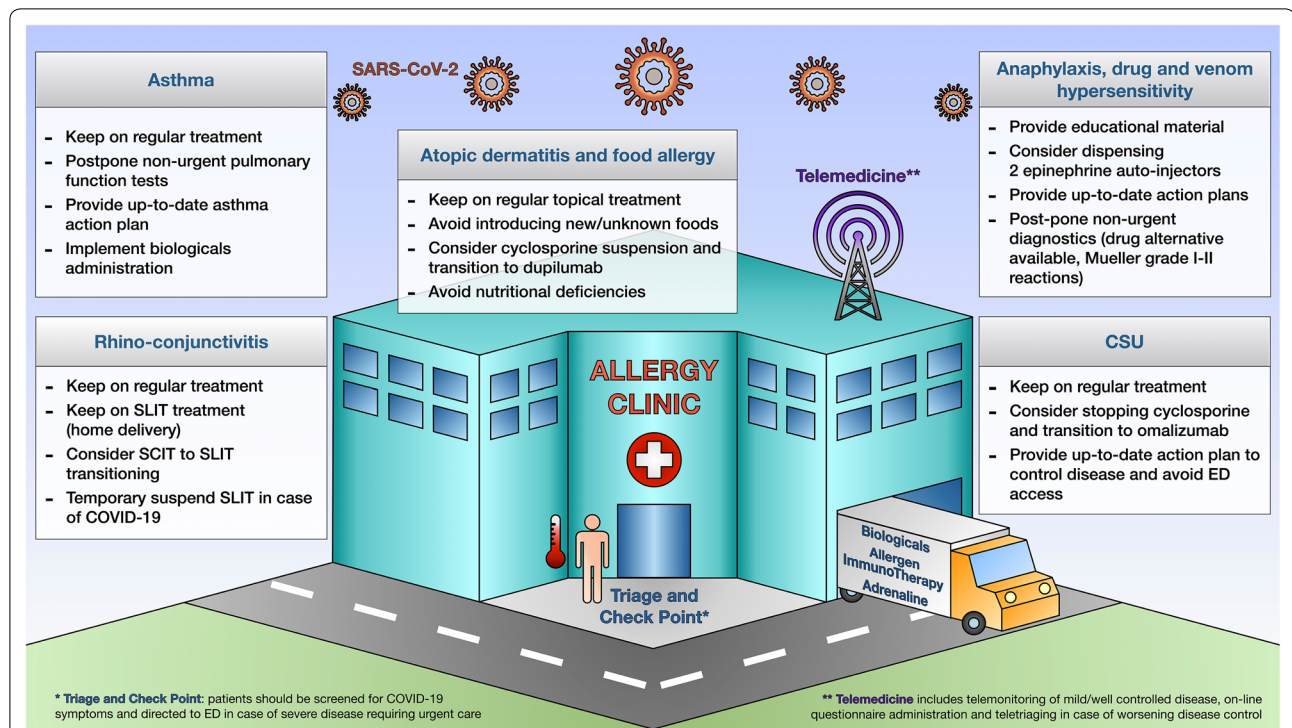 SARS-CoV-2
Asthma
- Keep on regular treatment
- Postpone non-urgent pulmonary
function tests
- Provide up-to-date asthma
action plan
- Implement biologicals
administration
Atopic dermatitis and food allergy
- Keep on regular topical treatment
- Avoid introducing new/unknown foods
- Consider cyclosporine suspension and
transition to dupilumab
- Avoid nutritional deficiencies
Telemedicine**
Anaphylaxis, drug and venom
hypersensitivity
- Provide educational material
- Consider dispensing
2 epinephrine auto-injectors
- Provide up-to-date action plans
- Post-pone non-urgent
diagnostics (drug alternative
available, Mueller grade I-II
reactions)
Rhino-conjunctivitis
- Keep on regular treatment
- Keep on SLIT treatment
(home delivery)
- Consider SCIT to SLIT
transitioning
- Temporary suspend SLIT in case
of COVID-19
ALLERGY
CLINIC
CSU
- Keep on regular treatment
- Consider stopping cyclosporine
and transition to omalizumab
- Provide up-to-date action plan to
control disease and avoid ED
access
Triage and
Check Point*
Biologicals
Allergen
ImmunoTherapy
Adrenaline
* Triage and Check Point: patients should be screened for COVID-19
symptoms and directed to ED in case of severe disease requiring urgent care
** Telemedicine includes telemonitoring of mild/well controlled disease, on-line
questionnaire administration and teletriaging in case of worsening disease control